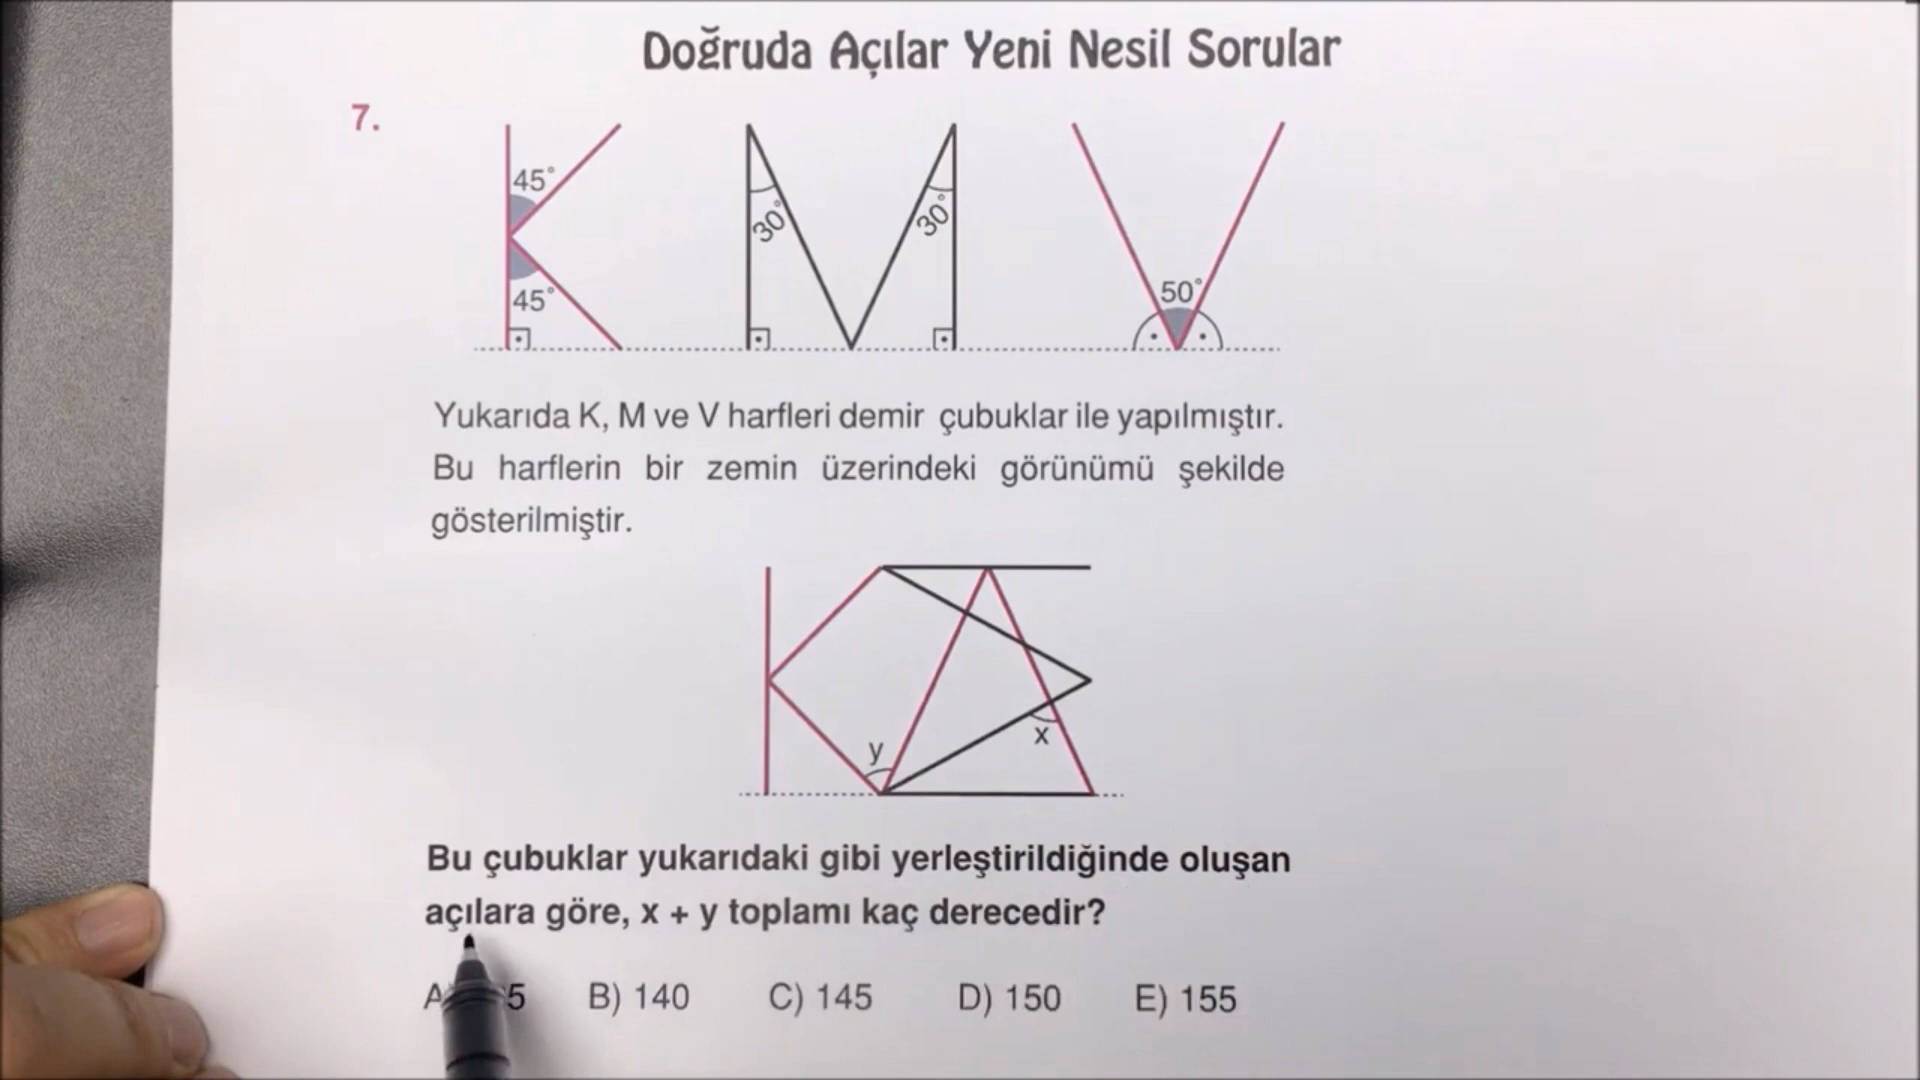 Doğruda Açılar Yeni Nesil Sorular
7.
45°
30°
30°
50°
45°
Yukarıda K, M ve V harfleri demir çubuklar ile yapılmıştır.
Bu harflerin bir zemin üzerindeki görünümü şekilde
gösterilmiştir.
y
x
Bu çubuklar yukarıdaki gibi yerleştirildiğinde oluşan
açılara göre, x + y toplamı kaç derecedir?
A 5 B) 140 C) 145 D) 150 E) 155